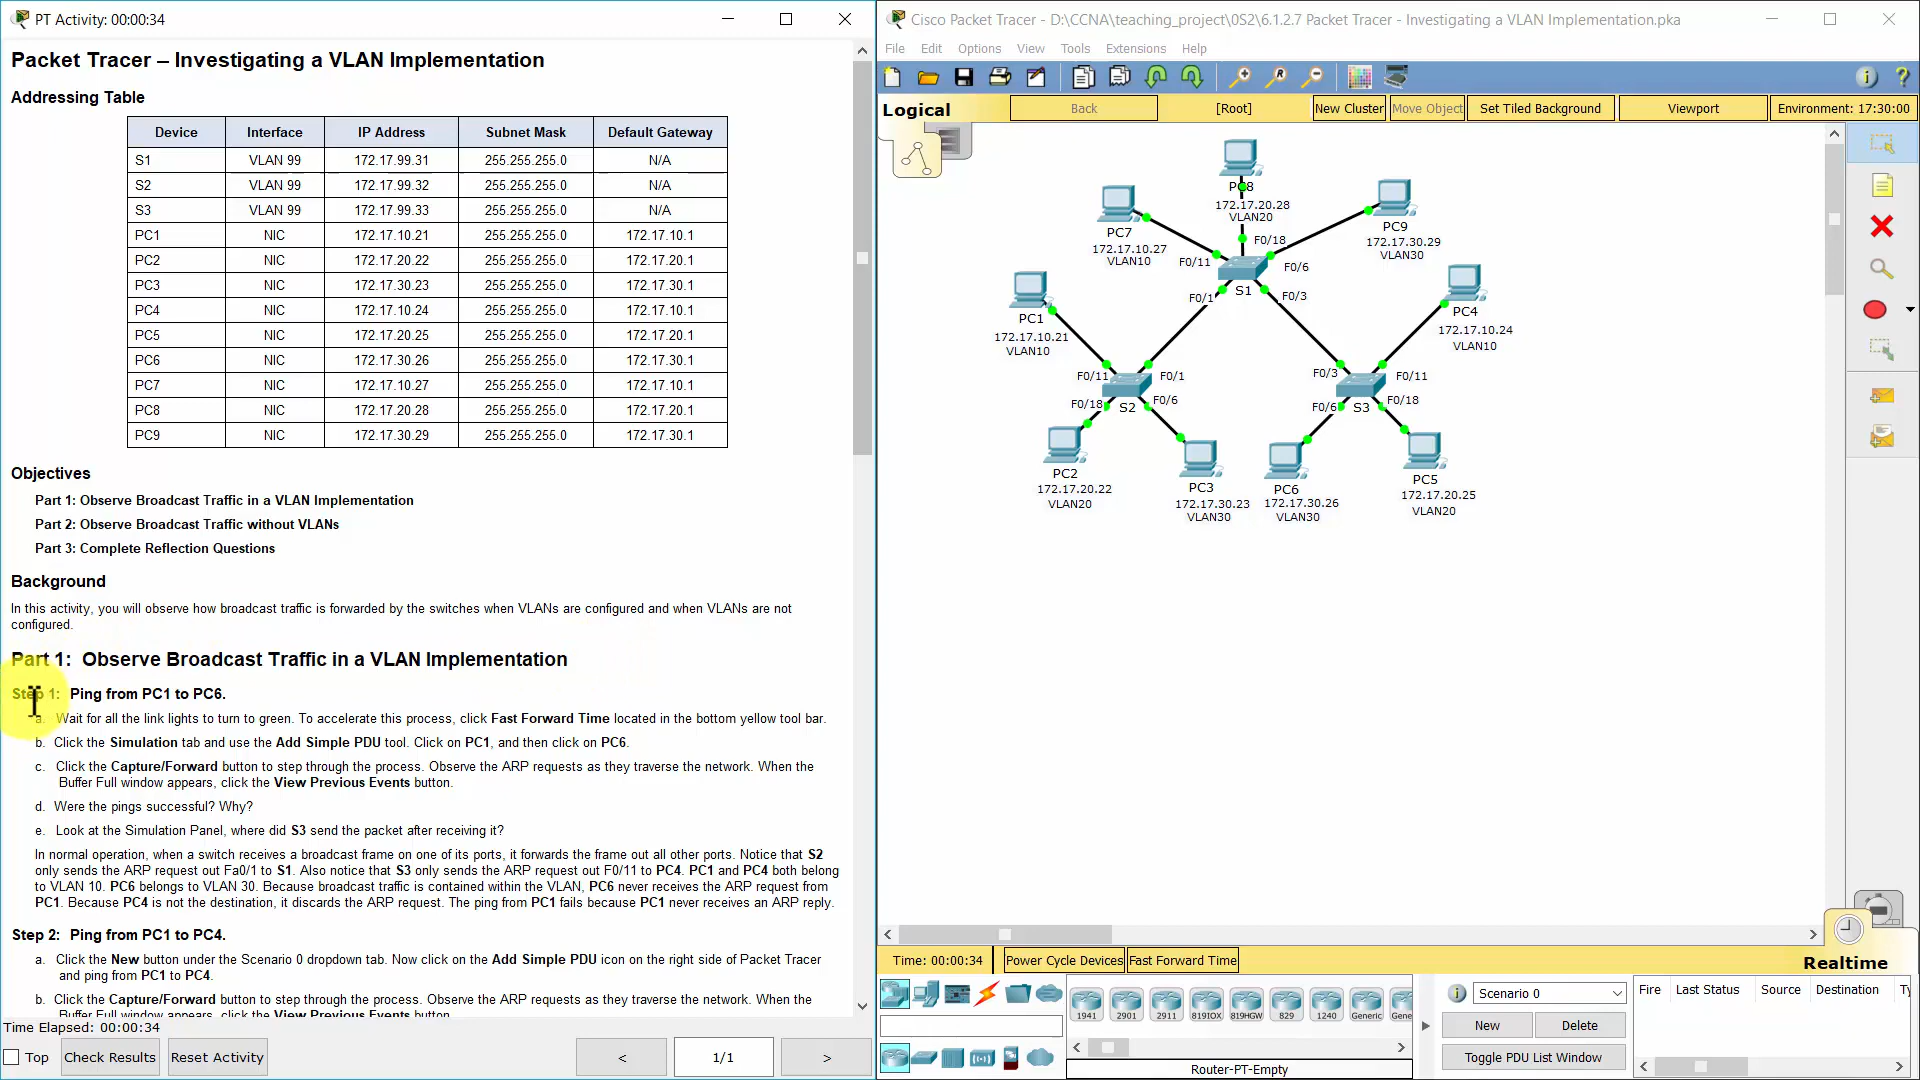 PT Activity: 00:00:34
Packet Tracer – Investigating a VLAN Implementation
Addressing Table
Device Interface IP Address Subnet Mask Default Gateway
S1 VLAN 99 172.17.99.31 255.255.255.0 N/A
S2 VLAN 99 172.17.99.32 255.255.255.0 N/A
S3 VLAN 99 172.17.99.33 255.255.255.0 N/A
PC1 NIC 172.17.10.21 255.255.255.0 172.17.10.1
PC2 NIC 172.17.20.22 255.255.255.0 172.17.20.1
PC3 NIC 172.17.30.23 255.255.255.0 172.17.30.1
PC4 NIC 172.17.10.24 255.255.255.0 172.17.10.1
PC5 NIC 172.17.20.25 255.255.255.0 172.17.20.1
PC6 NIC 172.17.30.26 255.255.255.0 172.17.30.1
PC7 NIC 172.17.10.27 255.255.255.0 172.17.10.1
PC8 NIC 172.17.20.28 255.255.255.0 172.17.20.1
PC9 NIC 172.17.30.29 255.255.255.0 172.17.30.1
Objectives
Part 1: Observe Broadcast Traffic in a VLAN Implementation
Part 2: Observe Broadcast Traffic without VLANs
Part 3: Complete Reflection Questions
Background
In this activity, you will observe how broadcast traffic is forwarded by the switches when VLANs are configured and when VLANs are not
configured.
Part 1: Observe Broadcast Traffic in a VLAN Implementation
Step 1: Ping from PC1 to PC6.
a. Wait for all the link lights to turn to green. To accelerate this process, click Fast Forward Time located in the bottom yellow tool bar.
b. Click the Simulation tab and use the Add Simple PDU tool. Click on PC1, and then click on PC6.
c. Click the Capture/Forward button to step through the process. Observe the ARP requests as they traverse the network. When the
Buffer Full window appears, click the View Previous Events button.
d. Were the pings successful? Why?
e. Look at the Simulation Panel, where did S3 send the packet after receiving it?
In normal operation, when a switch receives a broadcast frame on one of its ports, it forwards the frame out all other ports. Notice that S2
only sends the ARP request out Fa0/1 to S1. Also notice that S3 only sends the ARP request out F0/11 to PC4. PC1 and PC4 both belong
to VLAN 10. PC6 belongs to VLAN 30. Because broadcast traffic is contained within the VLAN, PC6 never receives the ARP request from
PC1. Because PC4 is not the destination, it discards the ARP request. The ping from PC1 fails because PC1 never receives an ARP reply.
Step 2: Ping from PC1 to PC4.
a. Click the New button under the Scenario 0 dropdown tab. Now click on the Add Simple PDU icon on the right side of Packet Tracer
and ping from PC1 to PC4.
b. Click the Capture/Forward button to step through the process. Observe the ARP requests as they traverse the network. When the
Buffer Full window appears, click the View Previous Events button.
Time Elapsed: 00:00:34
Top Check Results Reset Activity < 1/1 >
Cisco Packet Tracer - D:\CCNA\teaching_project\0S2\6.1.2.7 Packet Tracer - Investigating a VLAN Implementation.pka
File Edit Options View Tools Extensions Help
Logical Back [Root] New Cluster Move Object Set Tiled Background Viewport Environment: 17:30:00
PC8
172.17.20.28
VLAN20
PC7
172.17.10.27
VLAN10
PC9
172.17.30.29
VLAN30
F0/18
F0/11
F0/6
S1
F0/1
F0/3
PC1
172.17.10.21
VLAN10
PC4
172.17.10.24
VLAN10
F0/11
F0/1
F0/18
S2
F0/6
F0/3
F0/11
F0/6
S3
F0/18
PC2
172.17.20.22
VLAN20
PC3
172.17.30.23
VLAN30
PC6
172.17.30.26
VLAN30
PC5
172.17.20.25
VLAN20
Time: 00:00:34 Power Cycle Devices Fast Forward Time
Realtime
1941 2901 2911 819IOX 819HGW 829 1240 Generic Gene
Router-PT-Empty
Scenario 0
New Delete
Toggle PDU List Window
Fire Last Status Source Destination Ty